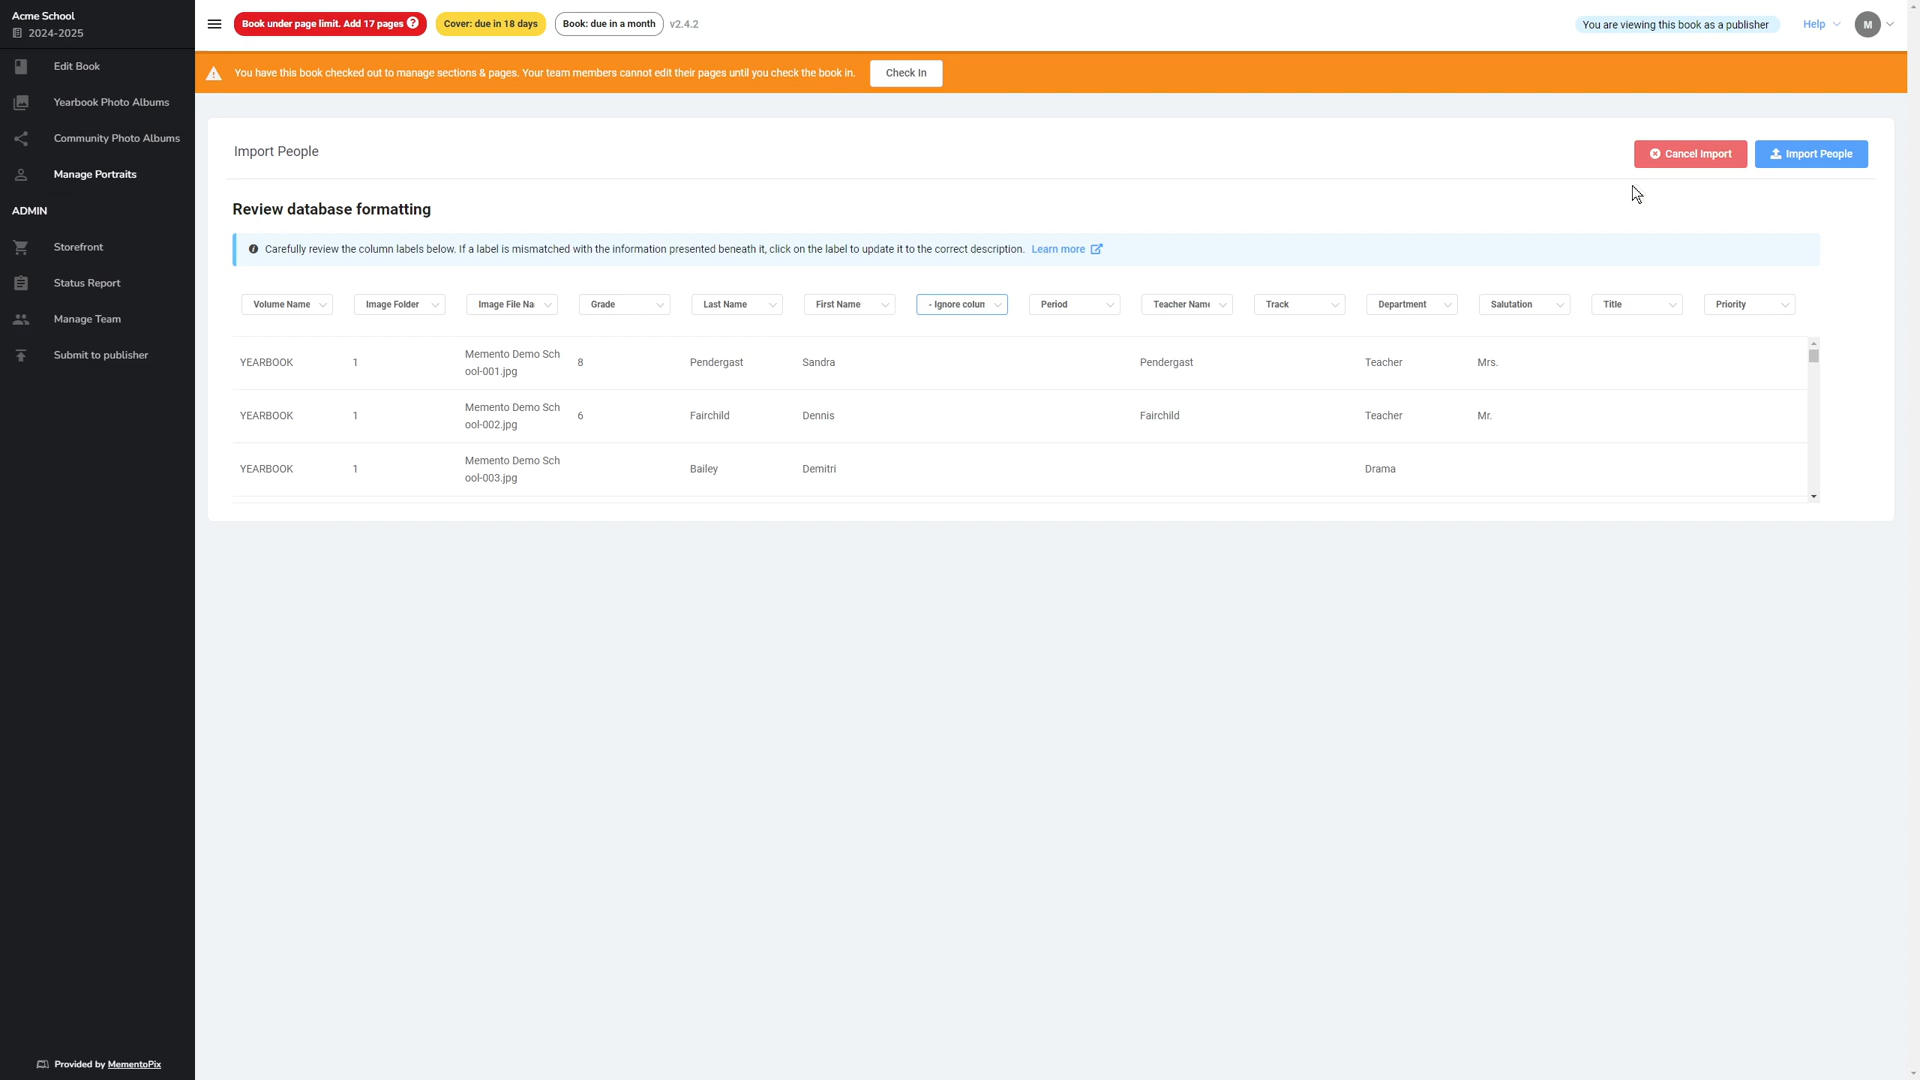 Acme School
2024-2025
Edit Book
Yearbook Photo Albums
Community Photo Albums
Manage Portraits
ADMIN
Storefront
Status Report
Manage Team
Submit to publisher
Provided by MementoPix
Book under page limit. Add 17 pages ?
Cover: due in 18 days
Book: due in a month
v2.4.2
You are viewing this book as a publisher
Help
M
You have this book checked out to manage sections & pages. Your team members cannot edit their pages until you check the book in.
Check In
Import People
Cancel Import
Import People
Review database formatting
Carefully review the column labels below. If a label is mismatched with the information presented beneath it, click on the label to update it to the correct description. Learn more
Volume Name Image Folder Image File Na Grade Last Name First Name - Ignore colun Period Teacher Name Track Department Salutation Title Priority
YEARBOOK 1 Memento Demo Sch 8 Pendergast Sandra Pendergast Teacher Mrs.
ool-001.jpg
YEARBOOK 1 Memento Demo Sch 6 Fairchild Dennis Fairchild Teacher Mr.
ool-002.jpg
YEARBOOK 1 Memento Demo Sch Bailey Demitri Drama
ool-003.jpg